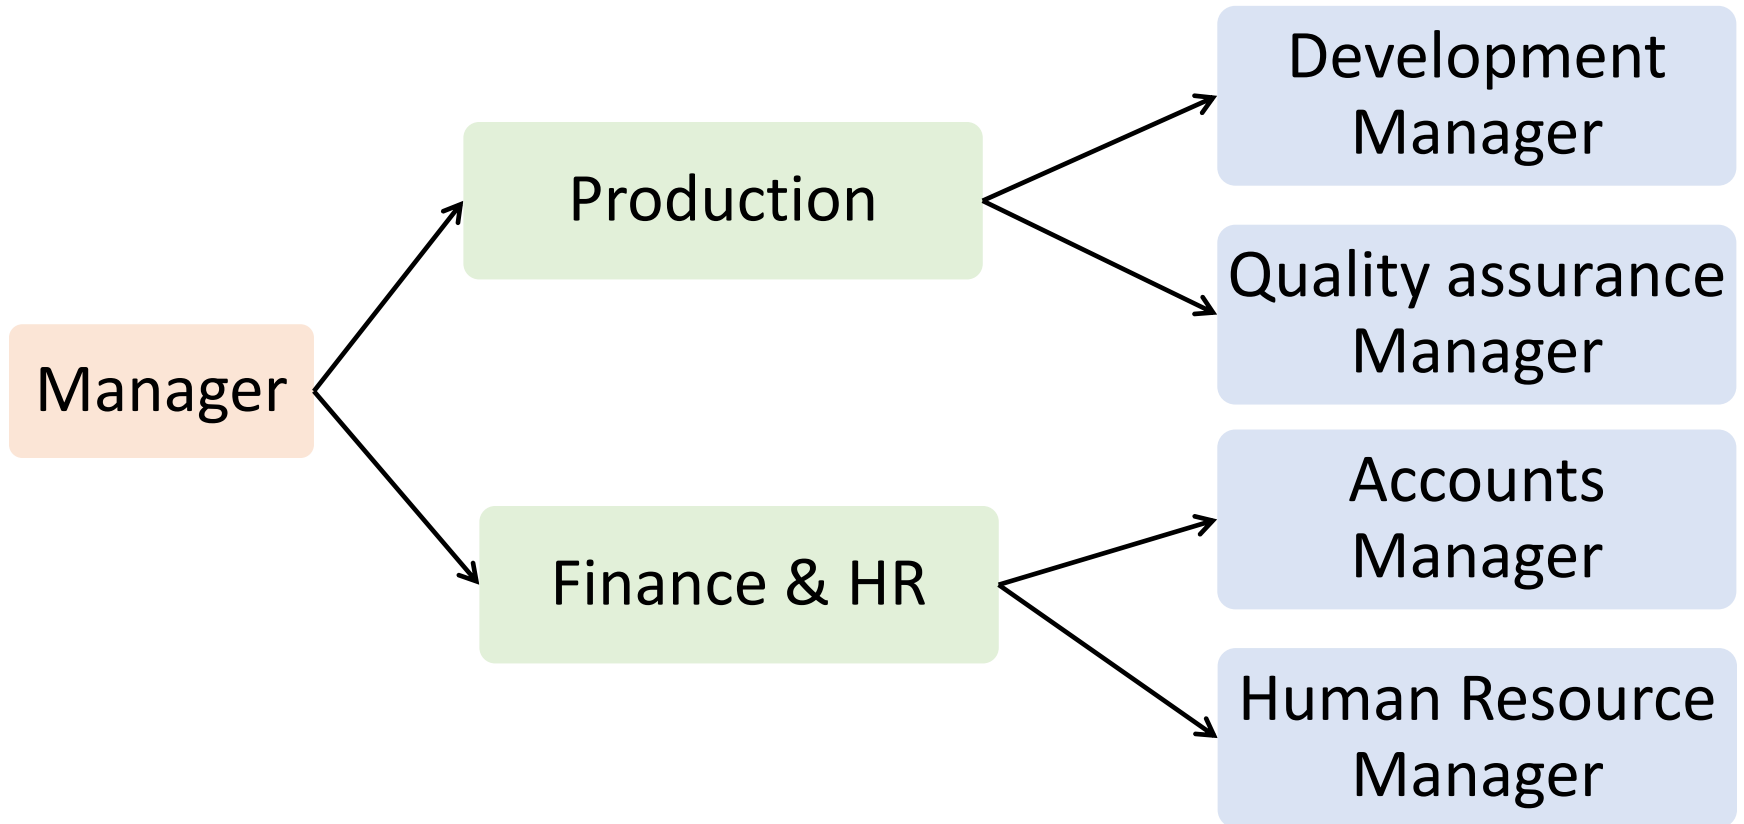 Manager
Production
Finance & HR
Development
Manager
Quality assurance
Manager
Accounts
Manager
Human Resource
Manager